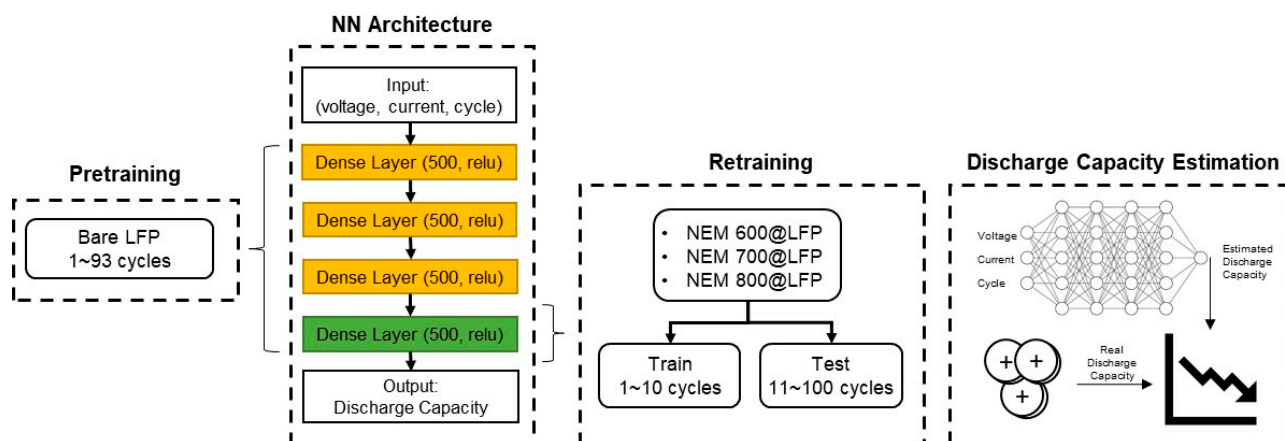 Pretraining
Bare LFP
1~93 cycles
NN Architecture
Input:
(voltage, current, cycle)
Dense Layer (500, relu)
Dense Layer (500, relu)
Dense Layer (500, relu)
Dense Layer (500, relu)
Output:
Discharge Capacity
Retraining
• NEM 600@LFP
• NEM 700@LFP
• NEM 800@LFP
Train
1~10 cycles
Test
11~100 cycles
Discharge Capacity Estimation
Voltage
Current
Cycle
Estimated
Discharge
Capacity
+
+
+
Real
Discharge
Capacity